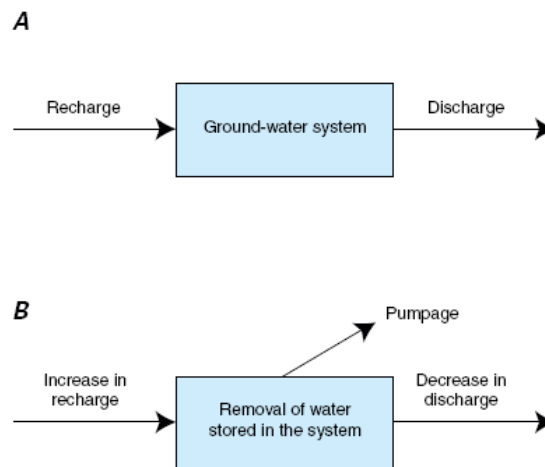 A
Recharge
Ground-water system
Discharge
B
Pumpage
Increase in
recharge
Removal of water
stored in the system
Decrease in
discharge